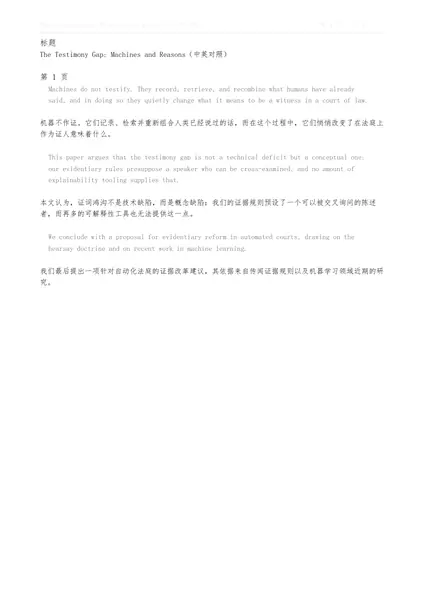 标题
The Testimony Gap: Machines and Reasons（中英对照）
第 1 页
Machines do not testify. They record, retrieve, and recombine what humans have already
said, and in doing so they quietly change what it means to be a witness in a court of law.
机器不作证。它们记录、检索并重新组合人类已经说过的话，而在这个过程中，它们悄悄改变了在法庭上
作为证人意味着什么。
This paper argues that the testimony gap is not a technical deficit but a conceptual one:
our evidentiary rules presuppose a speaker who can be cross-examined, and no amount of
explainability tooling supplies that.
本文认为，证词鸿沟不是技术缺陷，而是概念缺陷：我们的证据规则预设了一个可以被交叉询问的陈述
者，而再多的可解释性工具也无法提供这一点。
We conclude with a proposal for evidentiary reform in automated courts, drawing on the
hearsay doctrine and on recent work in machine learning.
我们最后提出一项针对自动化法庭的证据改革建议，其依据来自传闻证据规则以及机器学习领域近期的研
究。